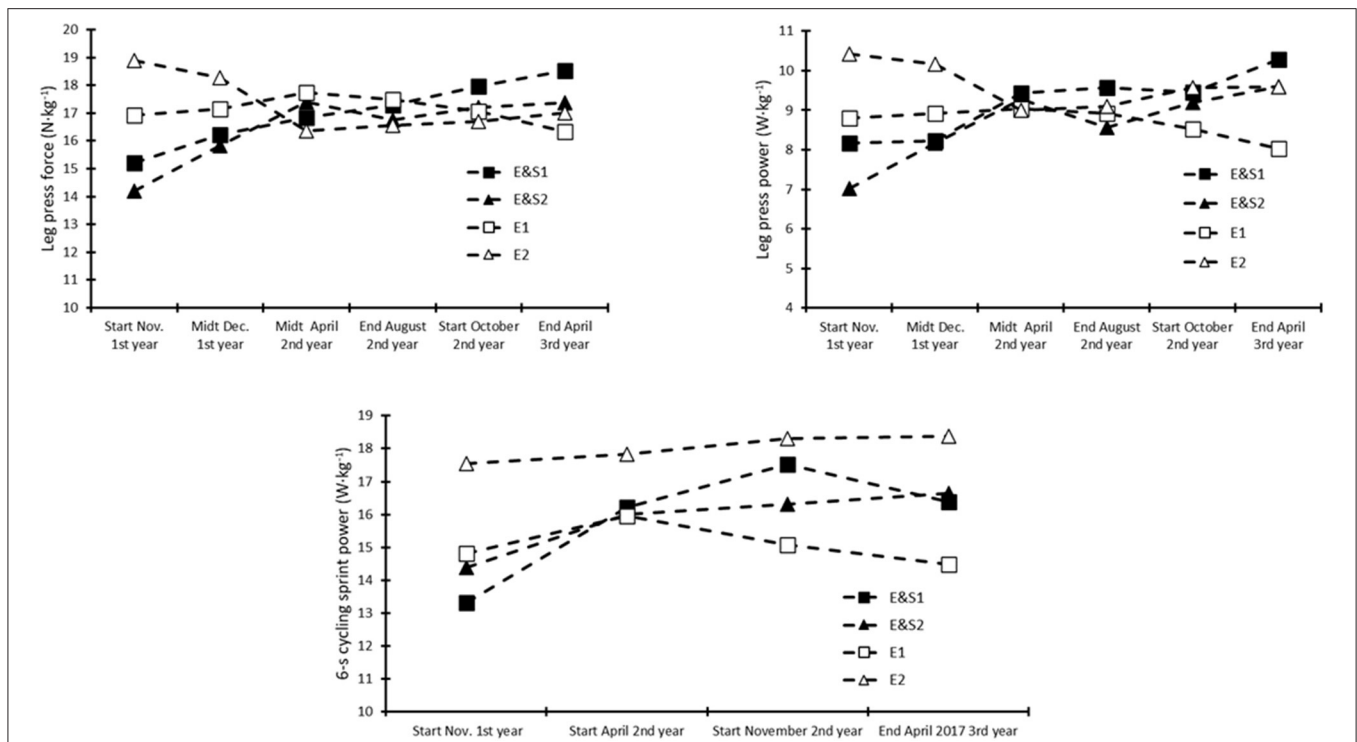 Leg press force (N·kg⁻¹)
20
19
18
17
16
15
14
13
12
11
10
E&S1
E&S2
E1
E2
Start Nov. Midt Dec. Midt April End August Start October End April
1st year 1st year 2nd year 2nd year 2nd year 3rd year
Leg press power (W·kg⁻¹)
11
10
9
8
7
6
5
4
E&S1
E&S2
E1
E2
Start Nov. Midt Dec. Midt April End August Start October End April
1st year 1st year 2nd year 2nd year 2nd year 3rd year
6-s cycling sprint power (W·kg⁻¹)
19
18
17
16
15
14
13
12
11
10
E&S1
E&S2
E1
E2
Start Nov. 1st year Start April 2nd year Start November 2nd year End April 2017 3rd year